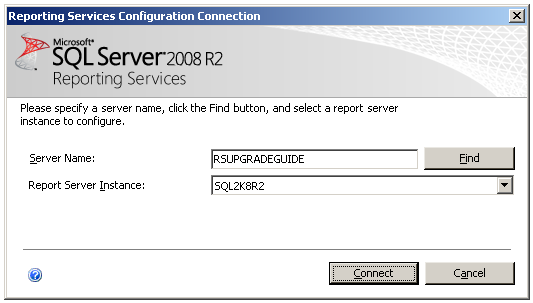 Reporting Services Configuration Connection
Microsoft®
SQL Server® 2008 R2
Reporting Services
Please specify a server name, click the Find button, and select a report server
instance to configure.
Server Name:
RSUPGRADEGUIDE
Find
Report Server Instance:
SQL2K8R2
?
Connect
Cancel